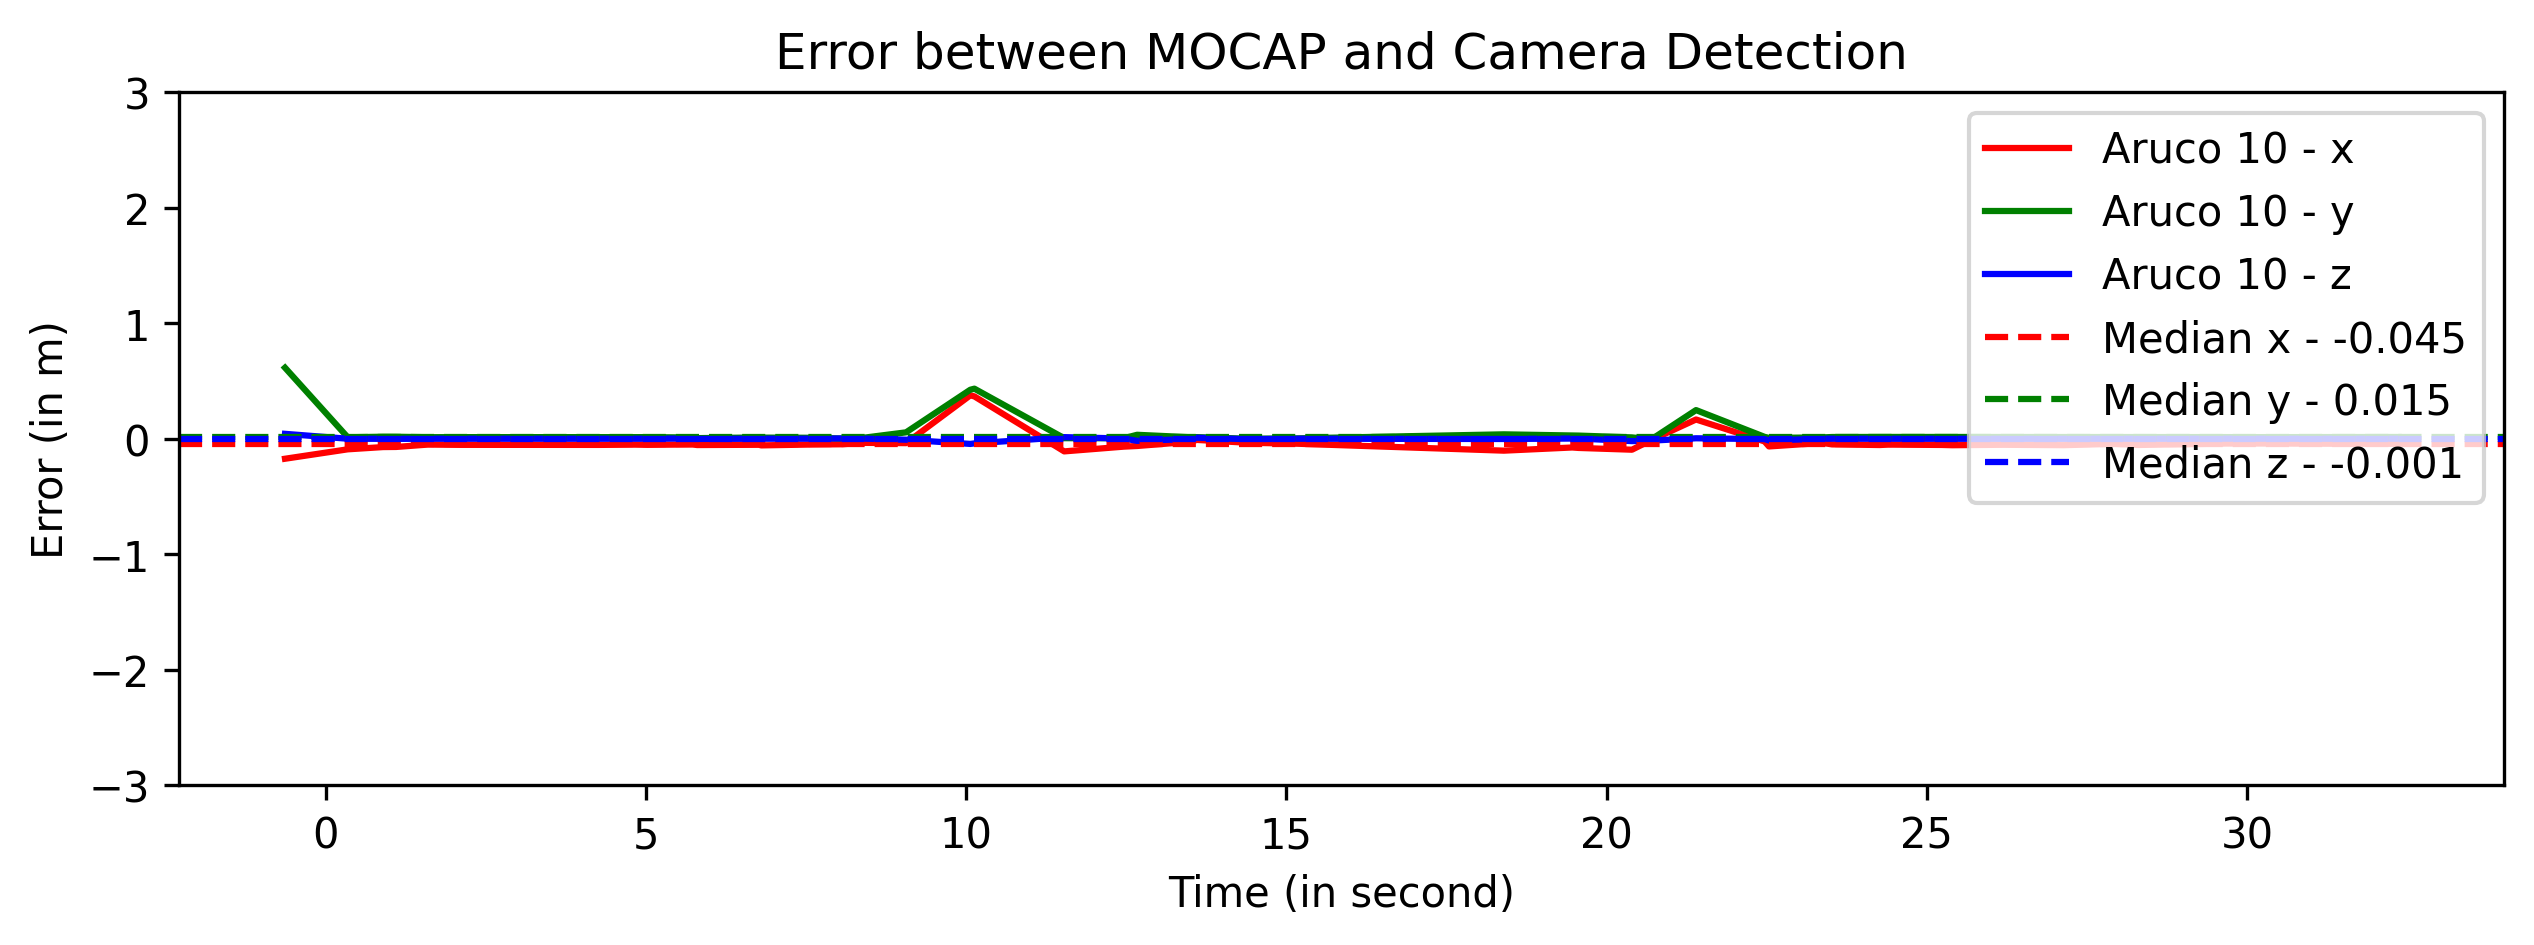 Error between MOCAP and Camera Detection
3
2
1
0
−1
−2
−3
Error (in m)
Aruco 10 - x
Aruco 10 - y
Aruco 10 - z
Median x - -0.045
Median y - 0.015
Median z - -0.001
0 5 10 15 20 25 30
Time (in second)